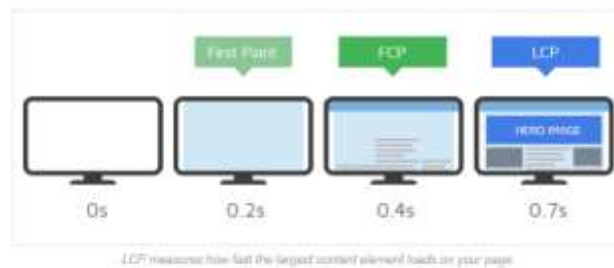 First Paint
FCP
LCP
HERO IMAGE
0s
0.2s
0.4s
0.7s
LCP measures how fast the largest content element loads on your page.